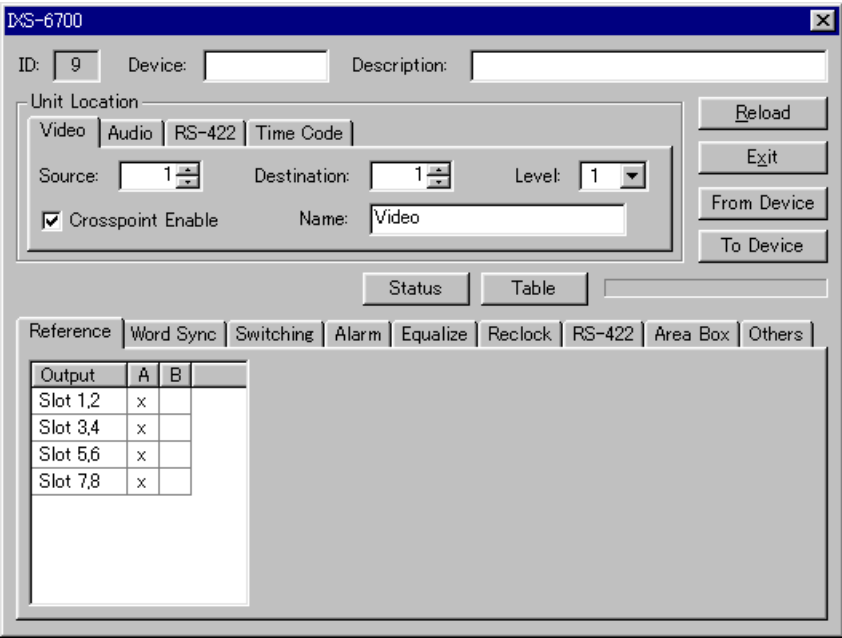 IXS-6700
ID: 9 Device: Description:
Unit Location
Video Audio RS-422 Time Code
Source: 1 Destination: 1 Level: 1
Crosspoint Enable Name: Video
Reload
Exit
From Device
To Device
Status Table
Reference Word Sync Switching Alarm Equalize Reclock RS-422 Area Box Others
Output A B
Slot 1,2 x
Slot 3,4 x
Slot 5,6 x
Slot 7,8 x